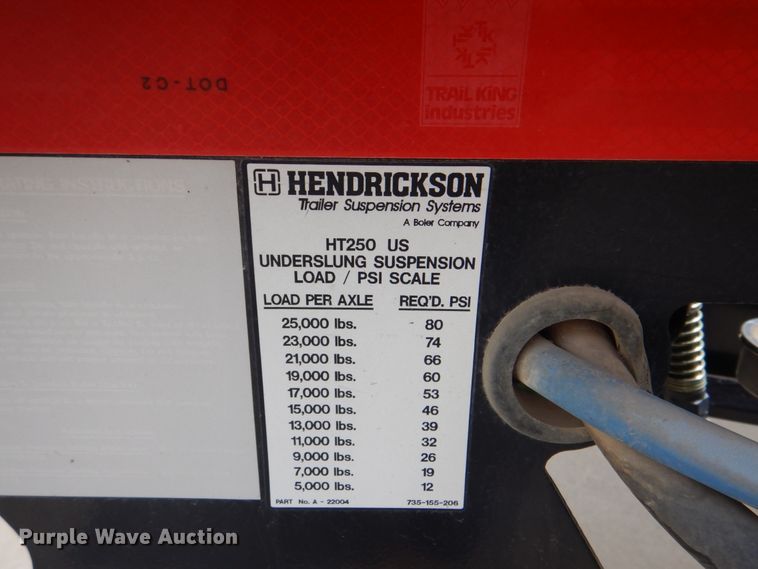 TRAIL KING
industries
DOT-C2
RATING INSTRUCTIONS
H HENDRICKSON
Trailer Suspension Systems
A Boler Company
HT250 US
UNDERSLUNG SUSPENSION
LOAD / PSI SCALE
LOAD PER AXLE REQ'D. PSI
25,000 lbs. 80
23,000 lbs. 74
21,000 lbs. 66
19,000 lbs. 60
17,000 lbs. 53
15,000 lbs. 46
13,000 lbs. 39
11,000 lbs. 32
9,000 lbs. 26
7,000 lbs. 19
5,000 lbs. 12
PART No. A - 22004 735-155-206
Purple Wave Auction